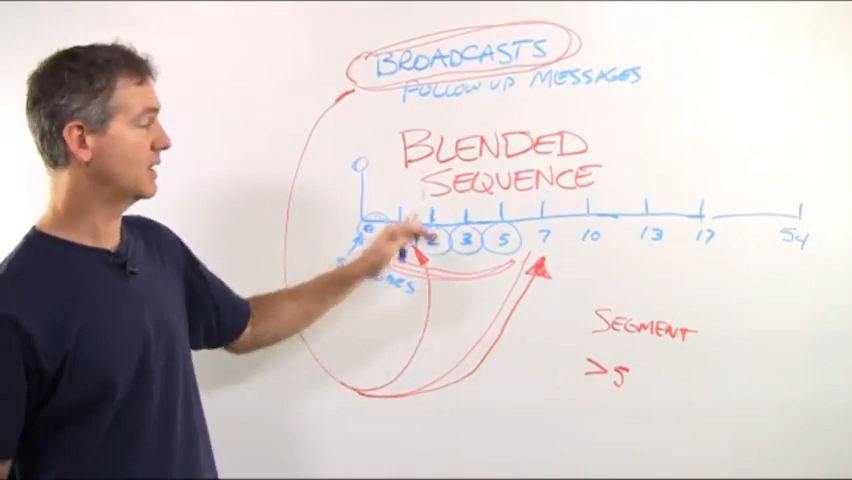 BROADCASTS
FOLLOW UP MESSAGES
BLENDED
SEQUENCE
0 2 3 5 7 10 13 17 54
SEGMENT
>5